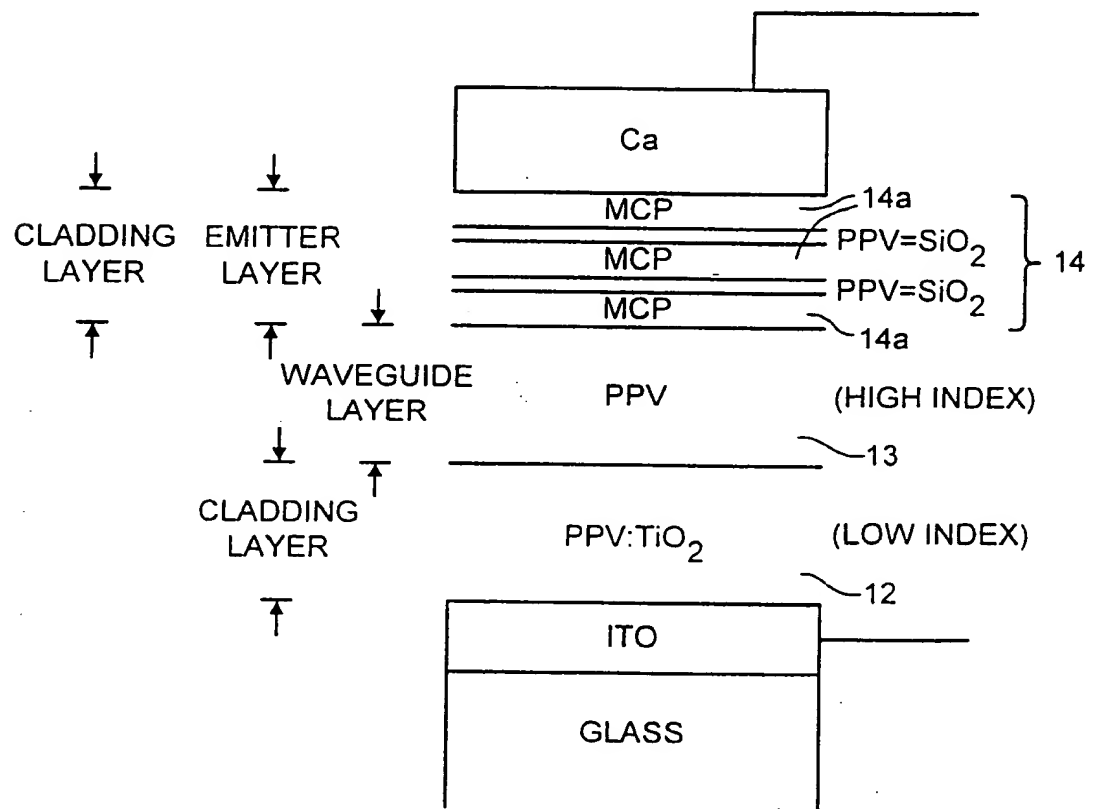 Ca
MCP
14a
CLADDING LAYER
EMITTER LAYER
PPV=SiO2
MCP
14
PPV=SiO2
MCP
14a
WAVEGUIDE LAYER
PPV
(HIGH INDEX)
13
CLADDING LAYER
PPV:TiO2
(LOW INDEX)
12
ITO
GLASS